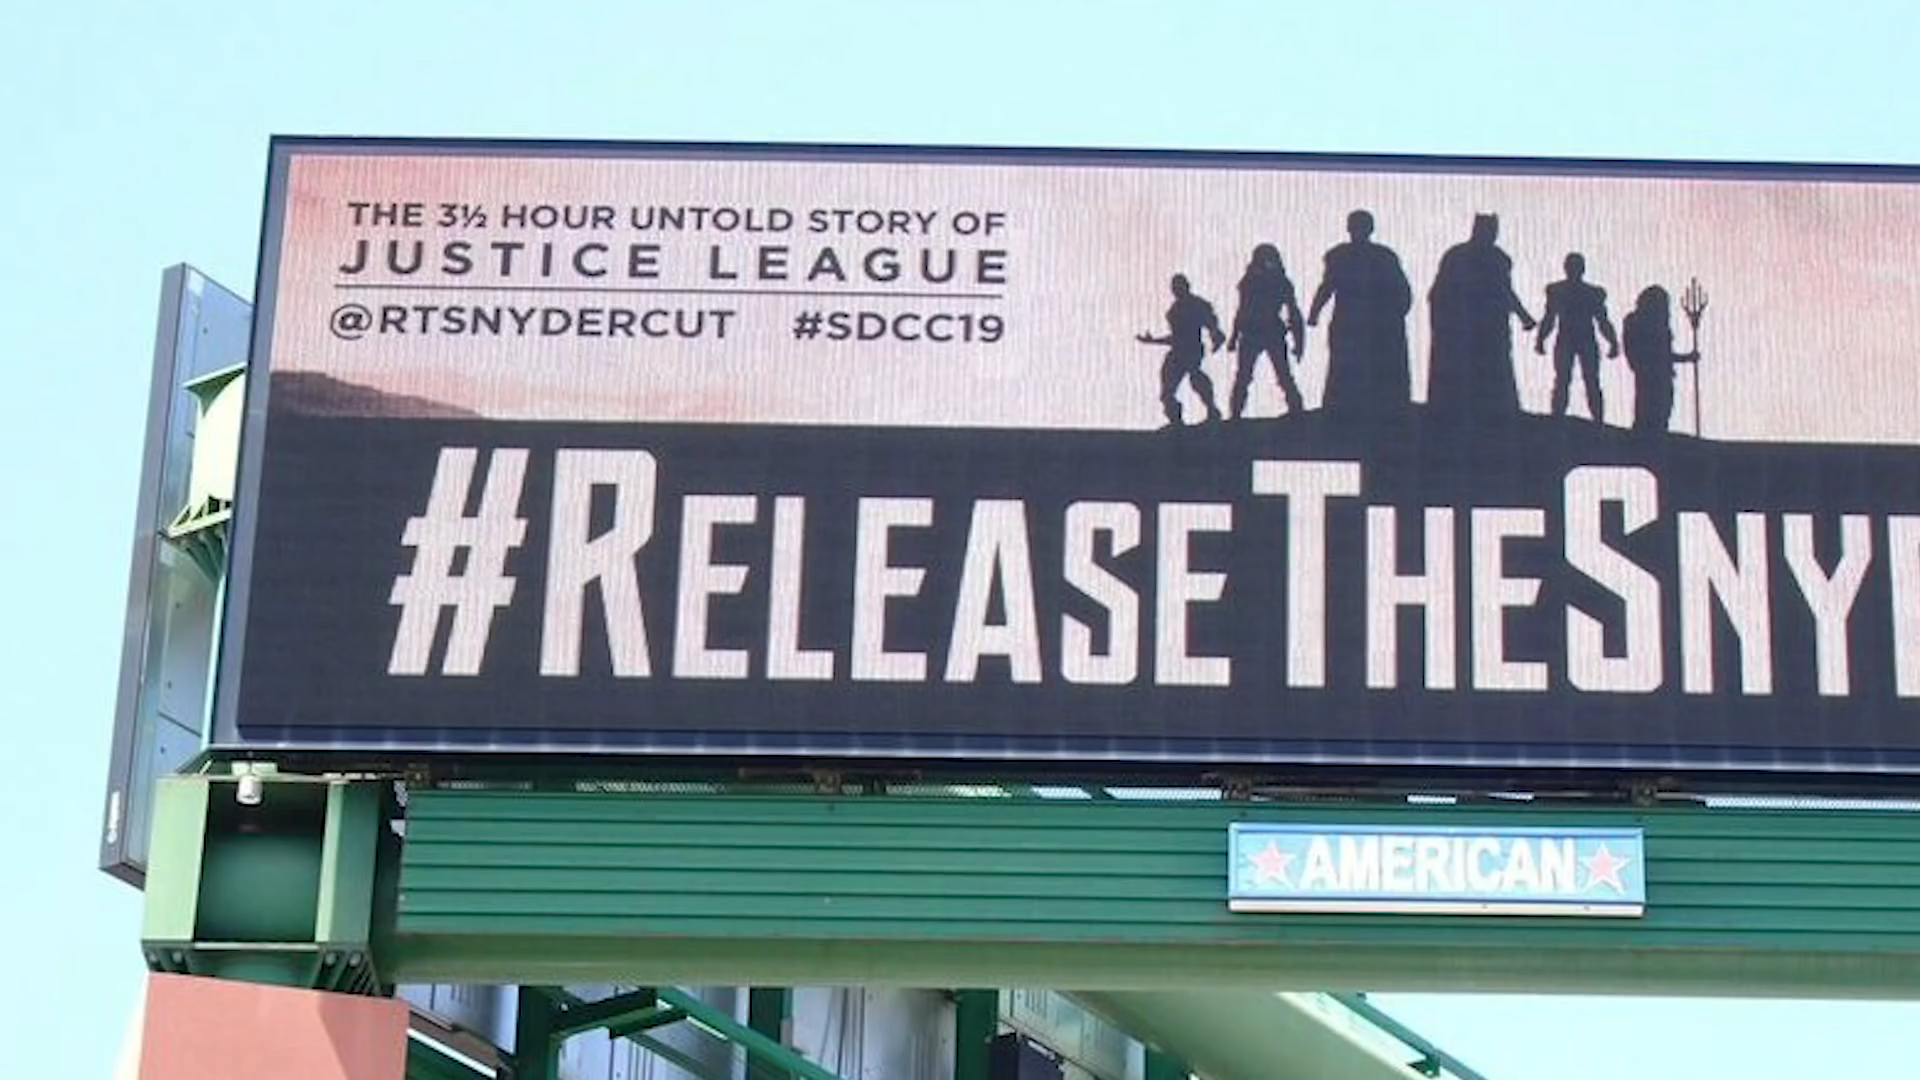 THE 3½ HOUR UNTOLD STORY OF
JUSTICE LEAGUE
@RTSNYDERCUT #SDCC19
#RELEASETHESNY
AMERICAN